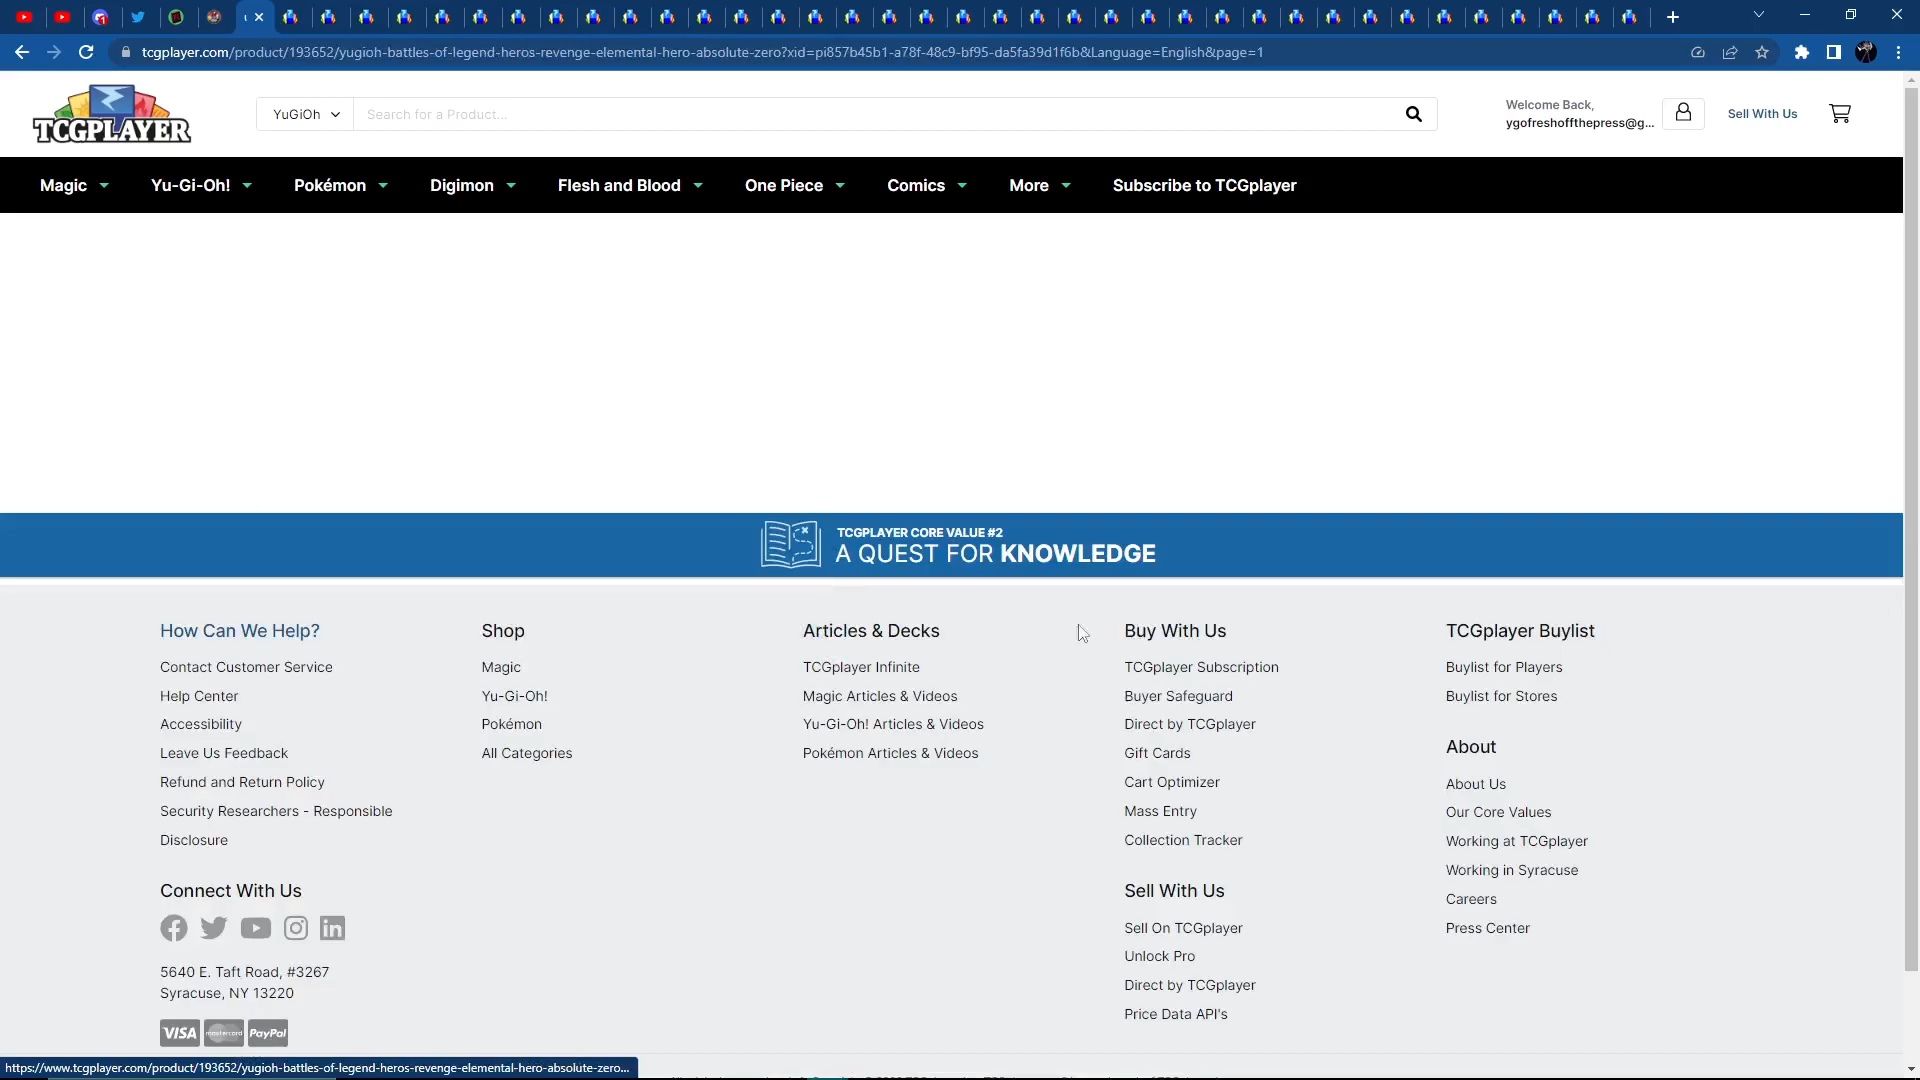 tcgplayer.com/product/193652/yugioh-battles-of-legend-heros-revenge-elemental-hero-absolute-zero?xid=pi857b45b1-a78f-48c9-bf95-da5fa39d1f6b&Language=English&page=1
TCGPLAYER
YuGiOh
Search for a Product...
Welcome Back,
ygofreshoffthepress@g...
Sell With Us
Magic
Yu-Gi-Oh!
Pokémon
Digimon
Flesh and Blood
One Piece
Comics
More
Subscribe to TCGplayer
TCGPLAYER CORE VALUE #2
A QUEST FOR KNOWLEDGE
How Can We Help?
Contact Customer Service
Help Center
Accessibility
Leave Us Feedback
Refund and Return Policy
Security Researchers - Responsible
Disclosure
Connect With Us
5640 E. Taft Road, #3267
Syracuse, NY 13220
VISA
mastercard
PayPal
Shop
Magic
Yu-Gi-Oh!
Pokémon
All Categories
Articles & Decks
TCGplayer Infinite
Magic Articles & Videos
Yu-Gi-Oh! Articles & Videos
Pokémon Articles & Videos
Buy With Us
TCGplayer Subscription
Buyer Safeguard
Direct by TCGplayer
Gift Cards
Cart Optimizer
Mass Entry
Collection Tracker
Sell With Us
Sell On TCGplayer
Unlock Pro
Direct by TCGplayer
Price Data API's
TCGplayer Buylist
Buylist for Players
Buylist for Stores
About
About Us
Our Core Values
Working at TCGplayer
Working in Syracuse
Careers
Press Center
https://www.tcgplayer.com/product/193652/yugioh-battles-of-legend-heros-revenge-elemental-hero-absolute-zero...